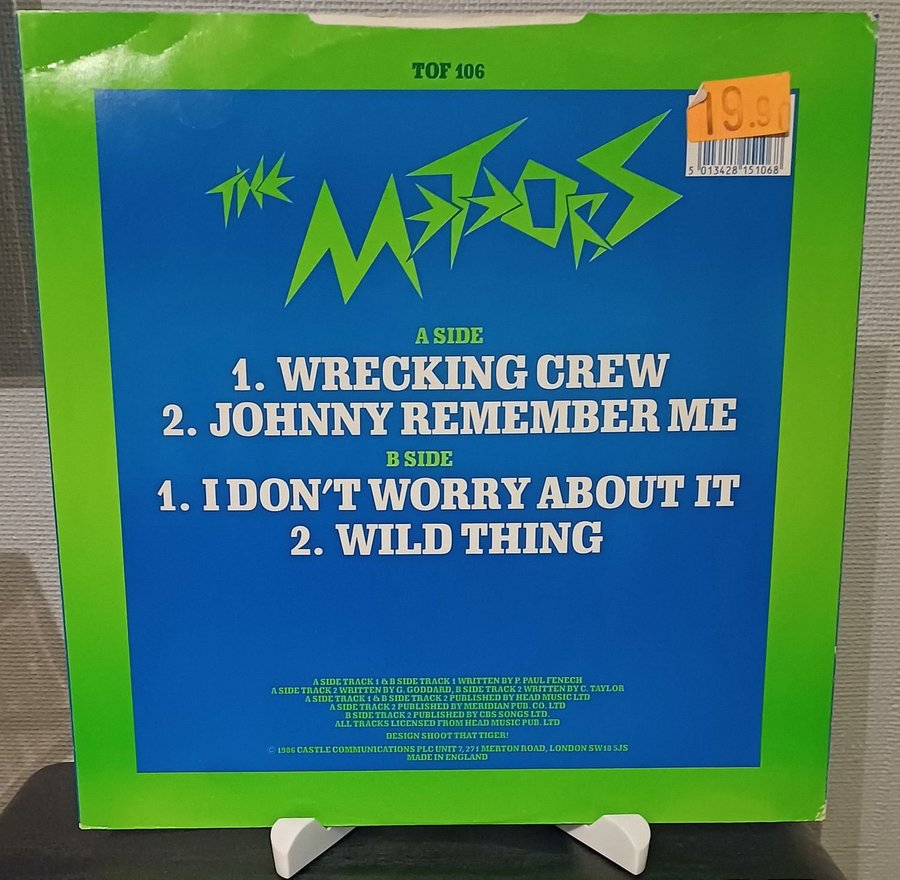 TOF 106
19.90
5 013428 151068
THE METEORS
A SIDE
1. WRECKING CREW
2. JOHNNY REMEMBER ME
B SIDE
1. I DON'T WORRY ABOUT IT
2. WILD THING
A SIDE TRACK 1 & B SIDE TRACK 1 WRITTEN BY P. PAUL FENECH
A SIDE TRACK 2 WRITTEN BY G. GODDARD, B SIDE TRACK 2 WRITTEN BY C. TAYLOR
A SIDE TRACK 1 & B SIDE TRACK 2 PUBLISHED BY HEAD MUSIC LTD
A SIDE TRACK 2 PUBLISHED BY MERIDIAN PUB. CO. LTD
B SIDE TRACK 2 PUBLISHED BY CBS SONGS LTD.
ALL TRACKS LICENSED FROM HEAD MUSIC PUB. LTD
DESIGN SHOOT THAT TIGER!
© 1986 CASTLE COMMUNICATIONS PLC UNIT 7, 271 MERTON ROAD, LONDON SW18 5JS
MADE IN ENGLAND